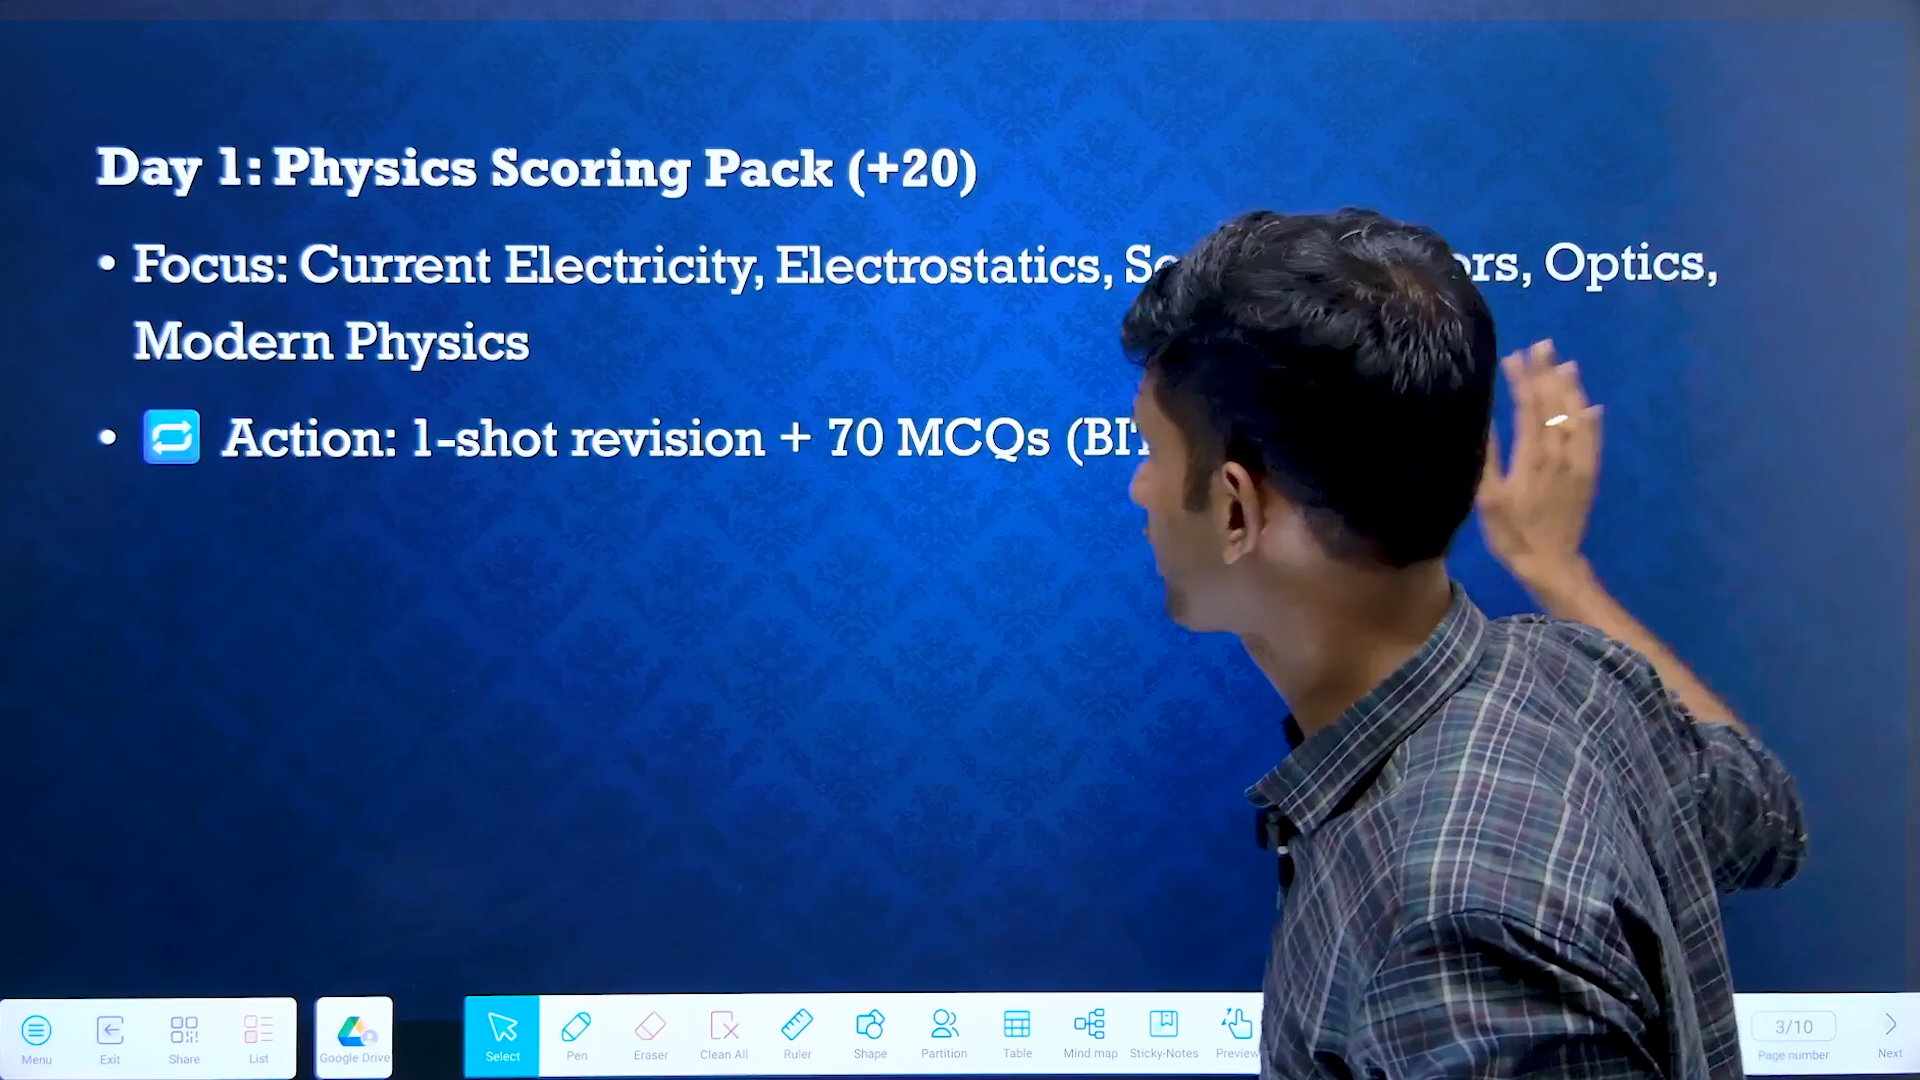 Day 1: Physics Scoring Pack (+20)
• Focus: Current Electricity, Electrostatics, Optics,
Modern Physics
• Action: 1-shot revision + 70 MCQs
Menu
Exit
Share
List
Google Drive
Select
Pen
Eraser
Clean All
Ruler
Shape
Partition
Table
Mind map
Sticky-Notes
Preview
3/10
Page number
Next